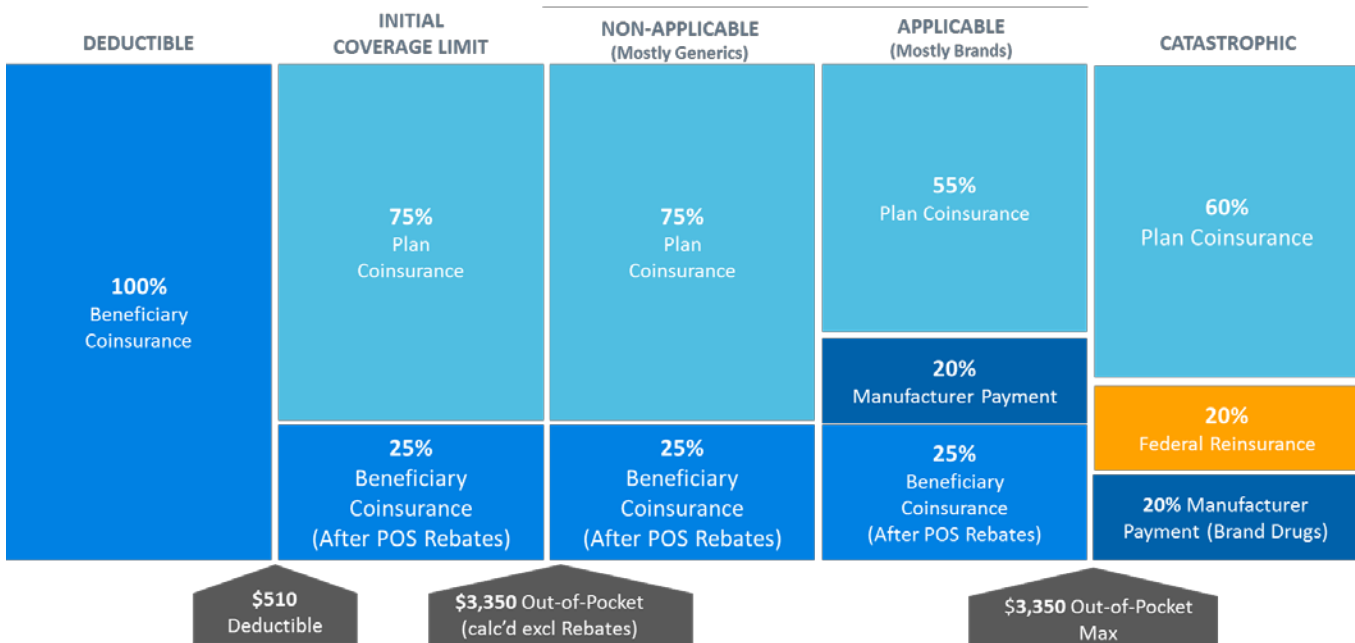 DEDUCTIBLE
INITIAL
COVERAGE LIMIT
NON-APPLICABLE
(Mostly Generics)
APPLICABLE
(Mostly Brands)
CATASTROPHIC
100%
Beneficiary
Coinsurance
75%
Plan
Coinsurance
25%
Beneficiary
Coinsurance
(After POS Rebates)
75%
Plan
Coinsurance
25%
Beneficiary
Coinsurance
(After POS Rebates)
55%
Plan Coinsurance
20%
Manufacturer Payment
25%
Beneficiary
Coinsurance
(After POS Rebates)
60%
Plan Coinsurance
20%
Federal Reinsurance
20% Manufacturer
Payment (Brand Drugs)
$510
Deductible
$3,350 Out-of-Pocket
(calc'd excl Rebates)
$3,350 Out-of-Pocket
Max